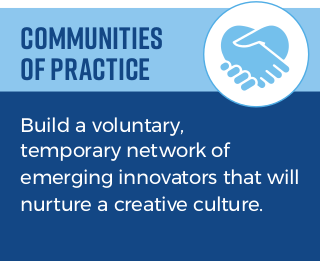 COMMUNITIES
OF PRACTICE
Build a voluntary,
temporary network of
emerging innovators that will
nurture a creative culture.